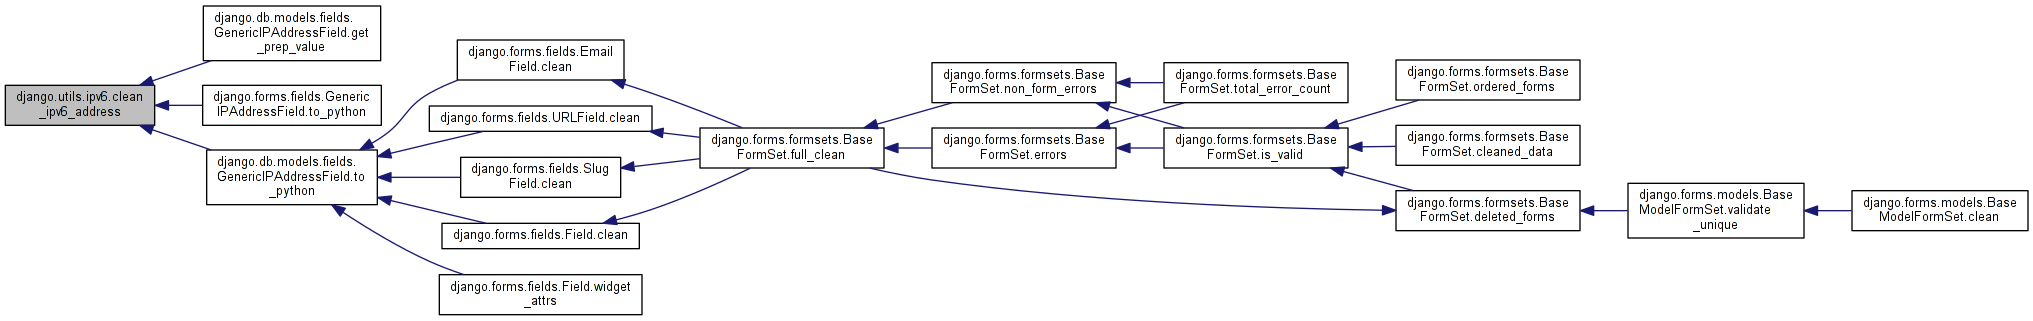 django.db.models.fields.
GenericIPAddressField.get
_prep_value
django.utils.ipv6.clean
_ipv6_address
django.forms.fields.Generic
IPAddressField.to_python
django.db.models.fields.
GenericIPAddressField.to
_python
django.forms.fields.Email
Field.clean
django.forms.fields.URLField.clean
django.forms.fields.Slug
Field.clean
django.forms.fields.Field.clean
django.forms.fields.Field.widget
_attrs
django.forms.formsets.Base
FormSet.full_clean
django.forms.formsets.Base
FormSet.non_form_errors
django.forms.formsets.Base
FormSet.errors
django.forms.formsets.Base
FormSet.total_error_count
django.forms.formsets.Base
FormSet.is_valid
django.forms.formsets.Base
FormSet.ordered_forms
django.forms.formsets.Base
FormSet.cleaned_data
django.forms.formsets.Base
FormSet.deleted_forms
django.forms.models.Base
ModelFormSet.validate
_unique
django.forms.models.Base
ModelFormSet.clean